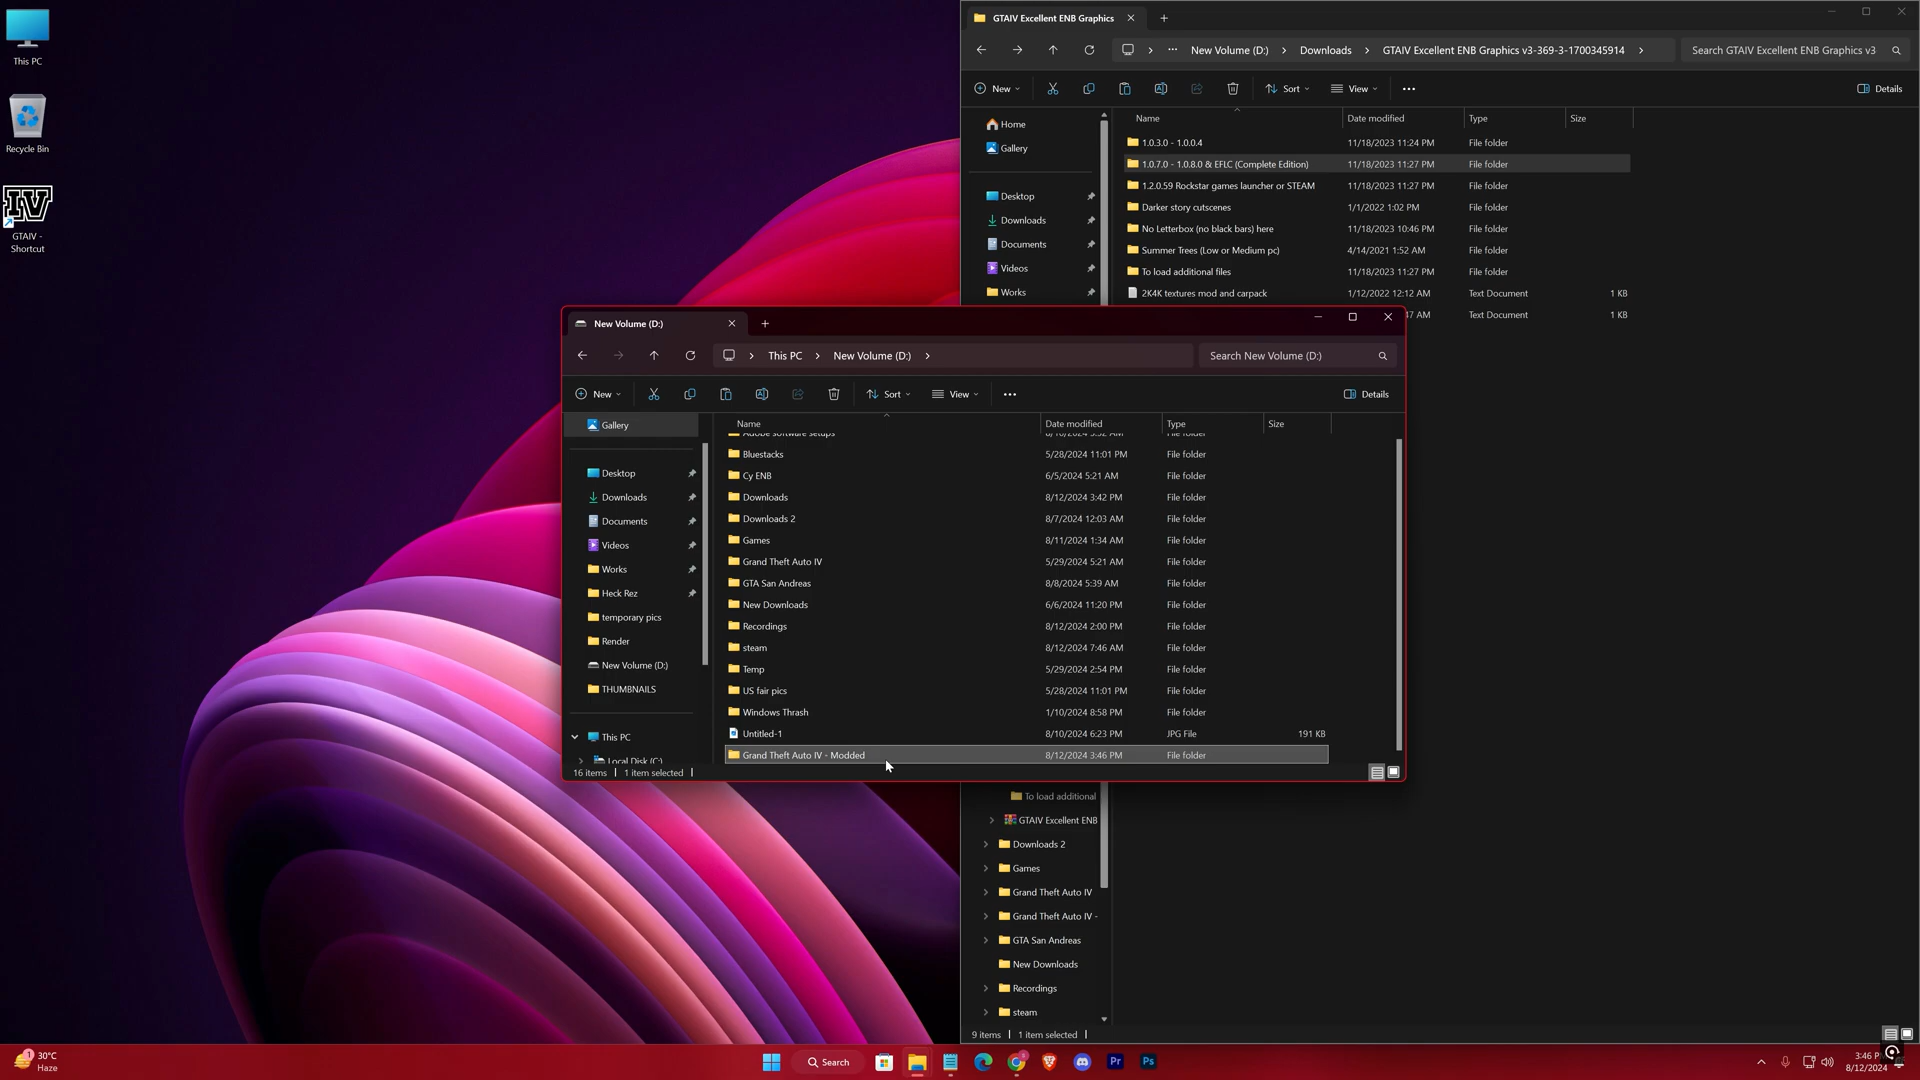 This PC
Recycle Bin
GTAIV - Shortcut
GTAIV Excellent ENB Graphics
New Volume (D:) > Downloads > GTAIV Excellent ENB Graphics v3-369-3-1700345914 >
Search GTAIV Excellent ENB Graphics v3
New
Sort
View
Details
Name Date modified Type Size
Home
Gallery
Desktop
Downloads
Documents
Videos
Works
1.0.3.0 - 1.0.0.4 11/18/2023 11:24 PM File folder
1.0.7.0 - 1.0.8.0 & EFLC (Complete Edition) 11/18/2023 11:27 PM File folder
1.2.0.59 Rockstar games launcher or STEAM 11/18/2023 11:27 PM File folder
Darker story cutscenes 1/1/2022 1:02 PM File folder
No Letterbox (no black bars) here 11/18/2023 10:46 PM File folder
Summer Trees (Low or Medium pc) 4/14/2021 1:52 AM File folder
To load additional files 11/18/2023 11:27 PM File folder
2K4K textures mod and carpack 1/12/2022 12:12 AM Text Document 1 KB
47 AM Text Document 1 KB
New Volume (D:)
This PC > New Volume (D:) >
Search New Volume (D:)
New
Sort
View
Details
Gallery
Desktop
Downloads
Documents
Videos
Works
Heck Rez
temporary pics
Render
New Volume (D:)
THUMBNAILS
This PC
Local Disk (C:)
Name Date modified Type Size
Adobe software setups 8/10/2024 5:52 AM File folder
Bluestacks 5/28/2024 11:01 PM File folder
Cy ENB 6/5/2024 5:21 AM File folder
Downloads 8/12/2024 3:42 PM File folder
Downloads 2 8/7/2024 12:03 AM File folder
Games 8/11/2024 1:34 AM File folder
Grand Theft Auto IV 5/29/2024 5:21 AM File folder
GTA San Andreas 8/8/2024 5:39 AM File folder
New Downloads 6/6/2024 11:20 PM File folder
Recordings 8/12/2024 2:00 PM File folder
steam 8/12/2024 7:46 AM File folder
Temp 5/29/2024 2:54 PM File folder
US fair pics 5/28/2024 11:01 PM File folder
Windows Thrash 1/10/2024 8:58 PM File folder
Untitled-1 8/10/2024 6:23 PM JPG File 191 KB
Grand Theft Auto IV - Modded 8/12/2024 3:46 PM File folder
16 items 1 item selected
To load additional
GTAIV Excellent ENB
Downloads 2
Games
Grand Theft Auto IV
Grand Theft Auto IV -
GTA San Andreas
New Downloads
Recordings
steam
9 items 1 item selected
1
30°C
Haze
Search
Pr
Ps
3:46 P
8/12/2024